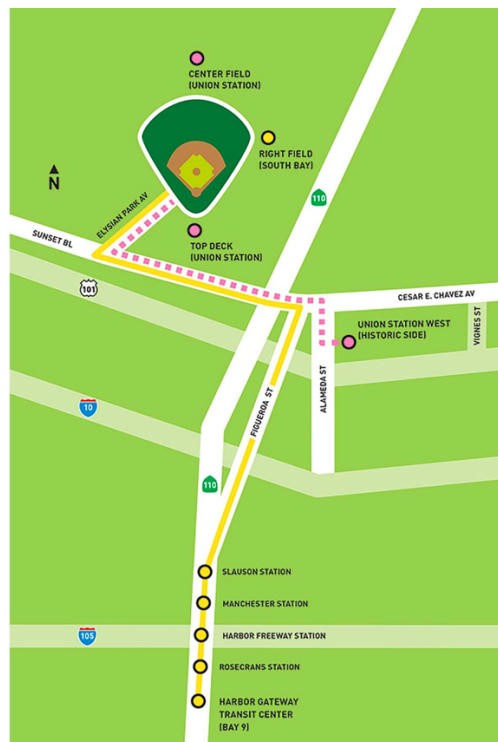 CENTER FIELD
(UNION STATION)
RIGHT FIELD
(SOUTH BAY)
N
ELYSIAN PARK AV
110
SUNSET BL
TOP DECK
(UNION STATION)
101
CESAR E. CHAVEZ AV
UNION STATION WEST
(HISTORIC SIDE)
VIGNES ST
ALAMEDA ST
10
FIGUEROA ST
110
SLAUSON STATION
MANCHESTER STATION
105
HARBOR FREEWAY STATION
ROSECRANS STATION
HARBOR GATEWAY
TRANSIT CENTER
(BAY 9)